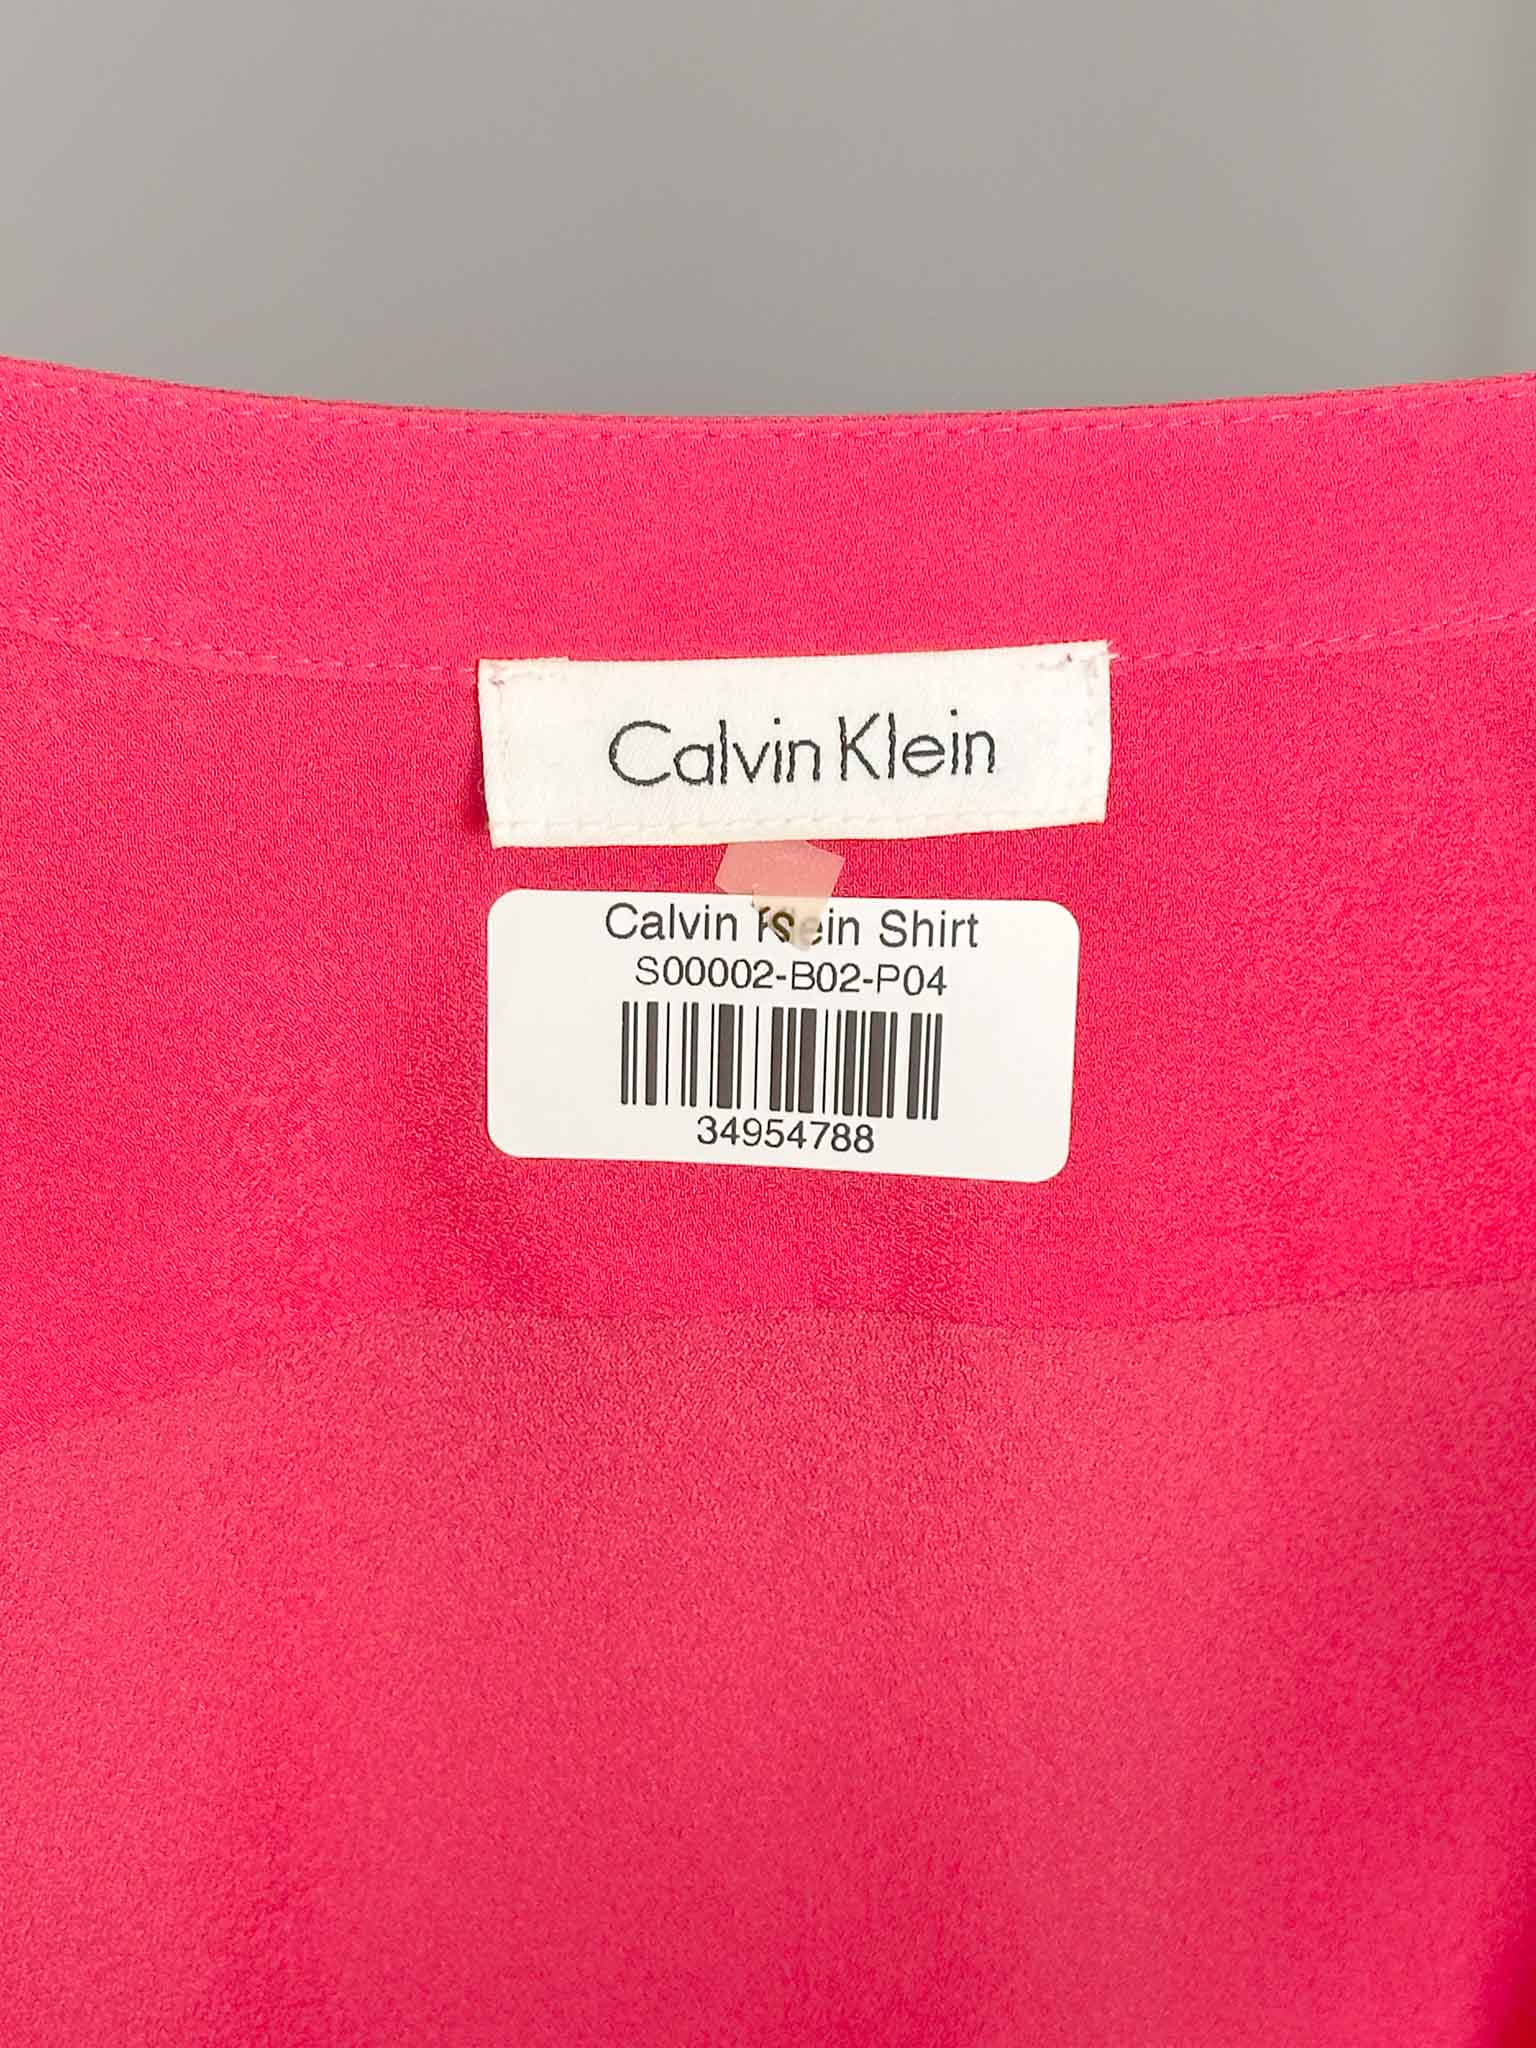 Calvin Klein
S
Calvin Klein Shirt
S00002-B02-P04
34954788